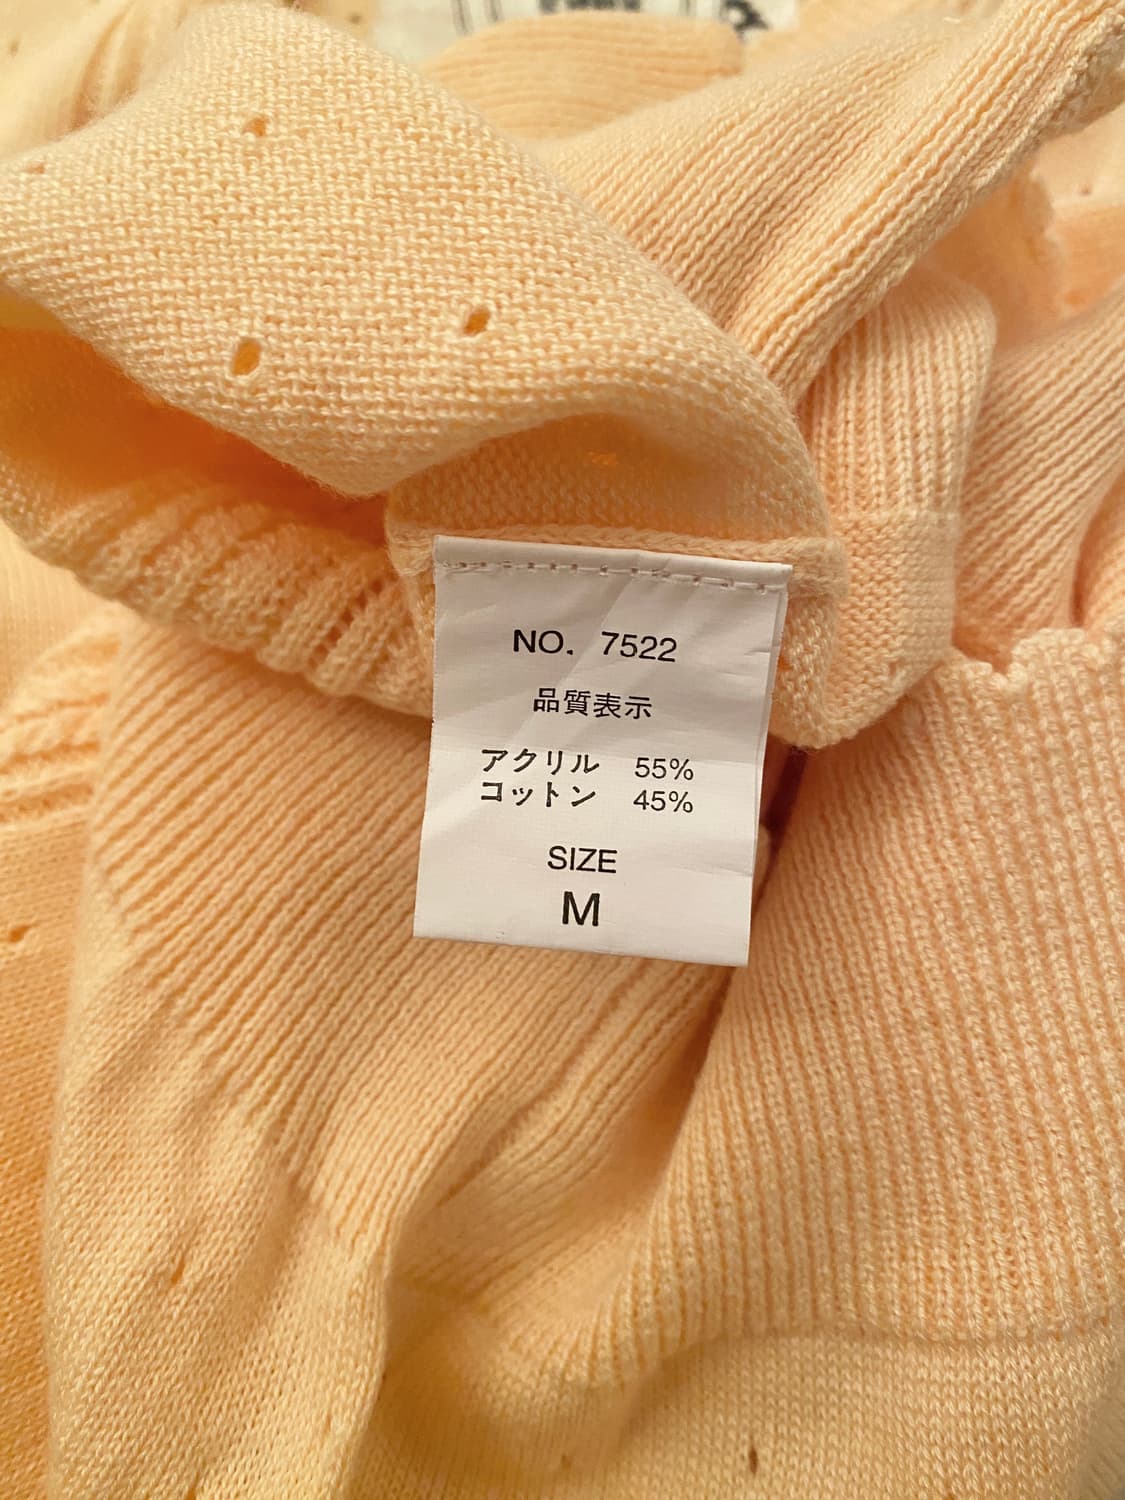 NO. 7522
品質表示
アクリル 55%
コットン 45%
SIZE
M